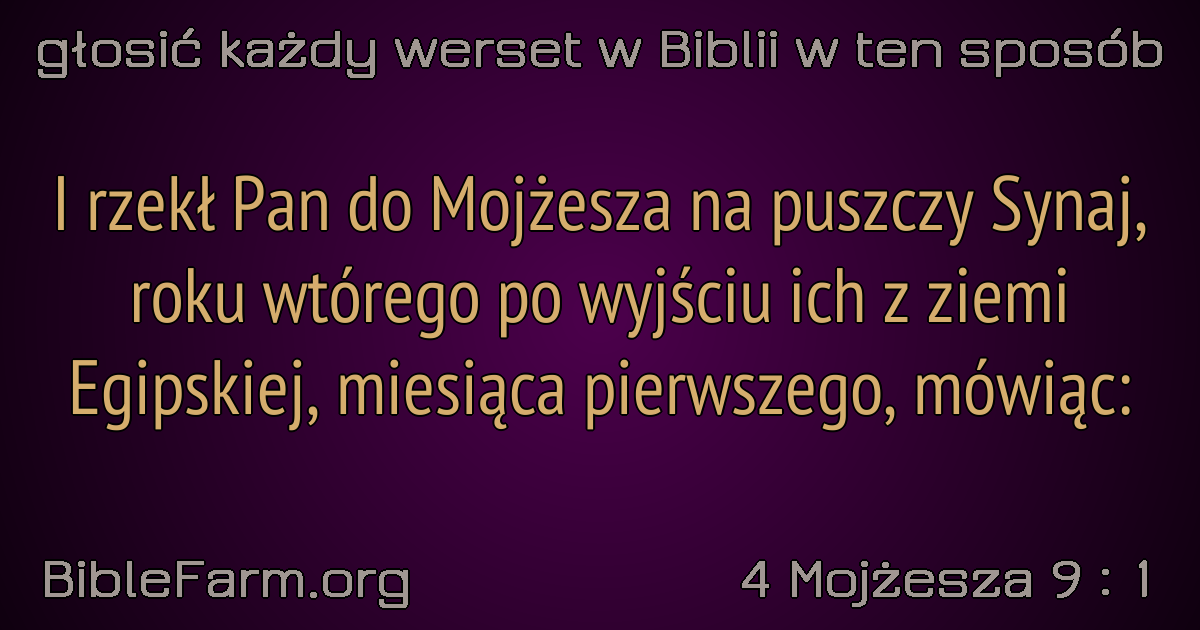 głosić każdy werset w Biblii w ten sposób
I rzekł Pan do Mojżesza na puszczy Synaj,
roku wtórego po wyjściu ich z ziemi
Egipskiej, miesiąca pierwszego, mówiąc:
BibleFarm.org
4 Mojżesza 9 : 1